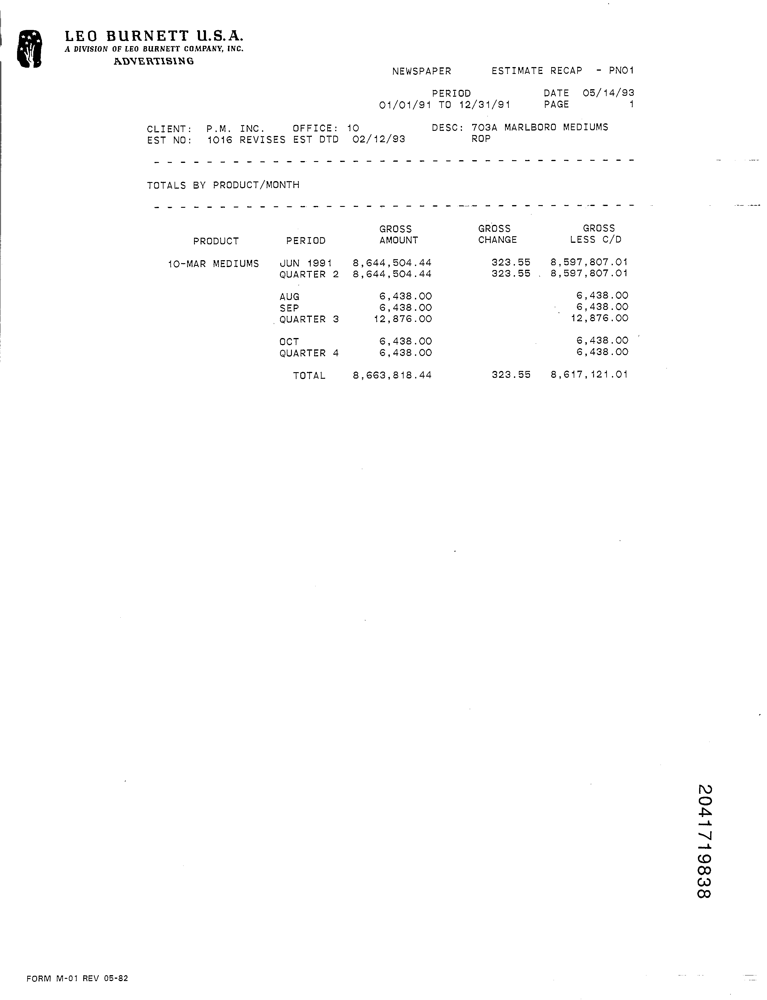 LEO BURNETT U.S.A.
A DIVISION OF LEO BURNETT COMPANY, INC.
ADVERTISING
NEWSPAPER ESTIMATE RECAP - PN01
PERIOD DATE 05/14/93
01/01/91 TO 12/31/91 PAGE 1
CLIENT: P.M. INC. OFFICE: 10 DESC: 703A MARLBORO MEDIUMS
EST NO: 1016 REVISES EST DTD 02/12/93 ROP
TOTALS BY PRODUCT/MONTH
GROSS GROSS GROSS
PRODUCT PERIOD AMOUNT CHANGE LESS C/D
10-MAR MEDIUMS JUN 1991 8,644,504.44 323.55 8,597,807.01
QUARTER 2 8,644,504.44 323.55 8,597,807.01
AUG 6,438.00 6,438.00
SEP 6,438.00 6,438.00
QUARTER 3 12,876.00 12,876.00
OCT 6,438.00 6,438.00
QUARTER 4 6,438.00 6,438.00
TOTAL 8,663,818.44 323.55 8,617,121.01
2041719838
FORM M-01 REV 05-82